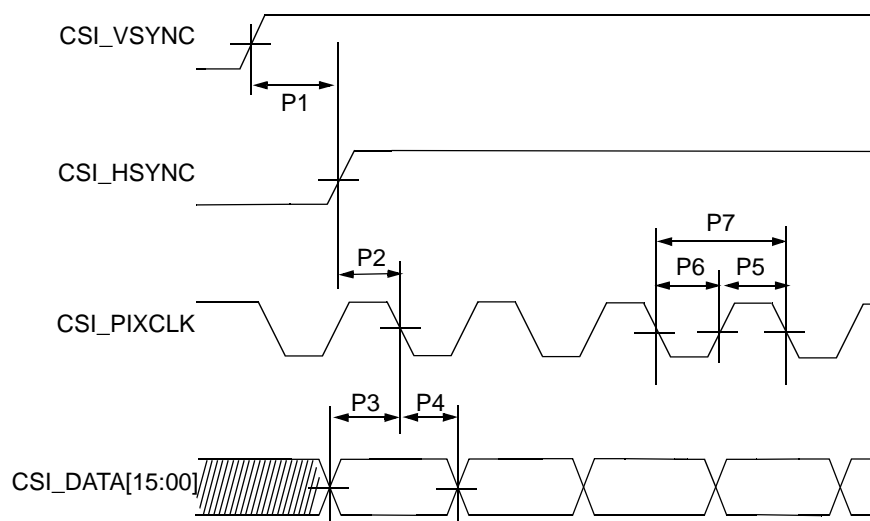 CSI_VSYNC
P1
CSI_HSYNC
P7
P2
P6
P5
CSI_PIXCLK
P3
P4
CSI_DATA[15:00]